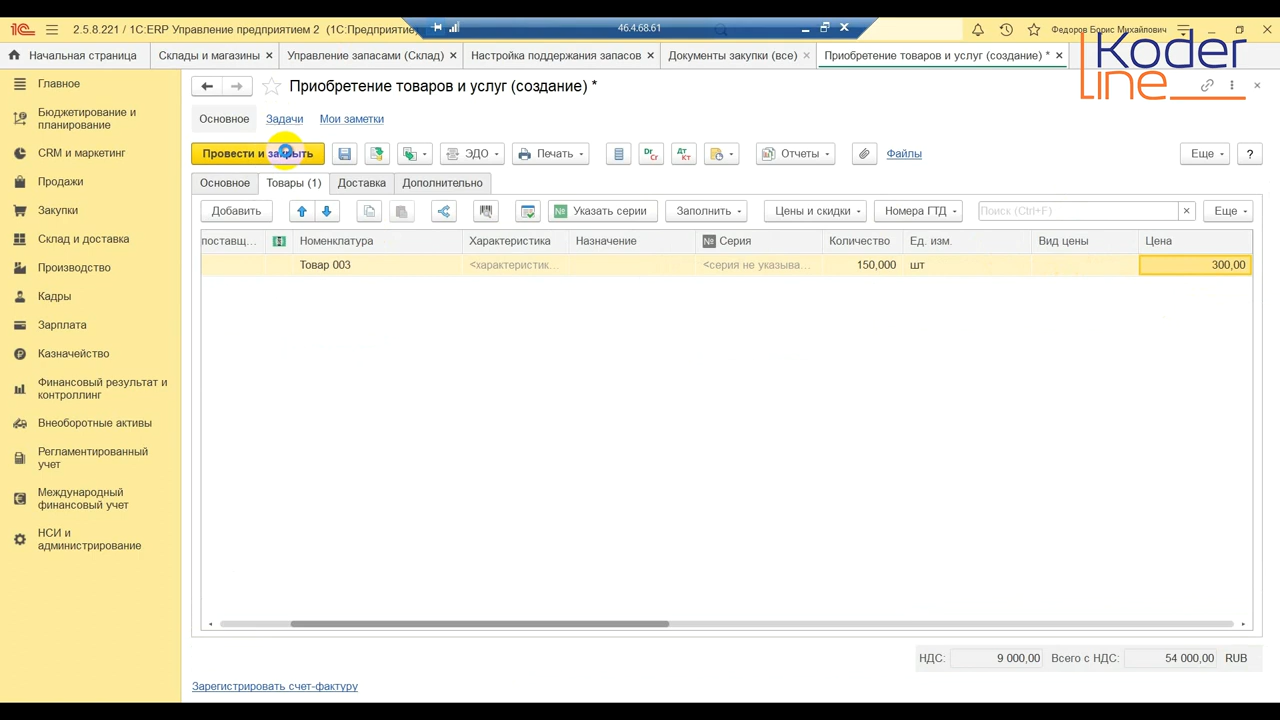 2.5.8.221 / 1С:ERP Управление предприятием 2 (1С:Предприятие)
46.4.68.61
Федоров Борис Михайлович
Начальная страница
Склады и магазины ×
Управление запасами (Склад) ×
Настройка поддержания запасов ×
Документы закупки (все) ×
Приобретение товаров и услуг (создание) * ×
Koder
line
Главное
Бюджетирование и
планирование
CRM и маркетинг
Продажи
Закупки
Склад и доставка
Производство
Кадры
Зарплата
Казначейство
Финансовый результат и
контроллинг
Внеоборотные активы
Регламентированный
учет
Международный
финансовый учет
НСИ и
администрирование
Приобретение товаров и услуг (создание) *
Основное Задачи Мои заметки
Провести и закрыть ЭДО Печать Dr Cr Дт Кт Отчеты Файлы Еще ?
Основное Товары (1) Доставка Дополнительно
Добавить № Указать серии Заполнить Цены и скидки Номера ГТД Поиск (Ctrl+F) × Еще
поставщ... Номенклатура Характеристика Назначение № Серия Количество Ед. изм. Вид цены Цена
Товар 003 <характеристик... <серия не указыва... 150,000 шт 300,00
НДС: 9 000,00 Всего с НДС: 54 000,00 RUB
Зарегистрировать счет-фактуру